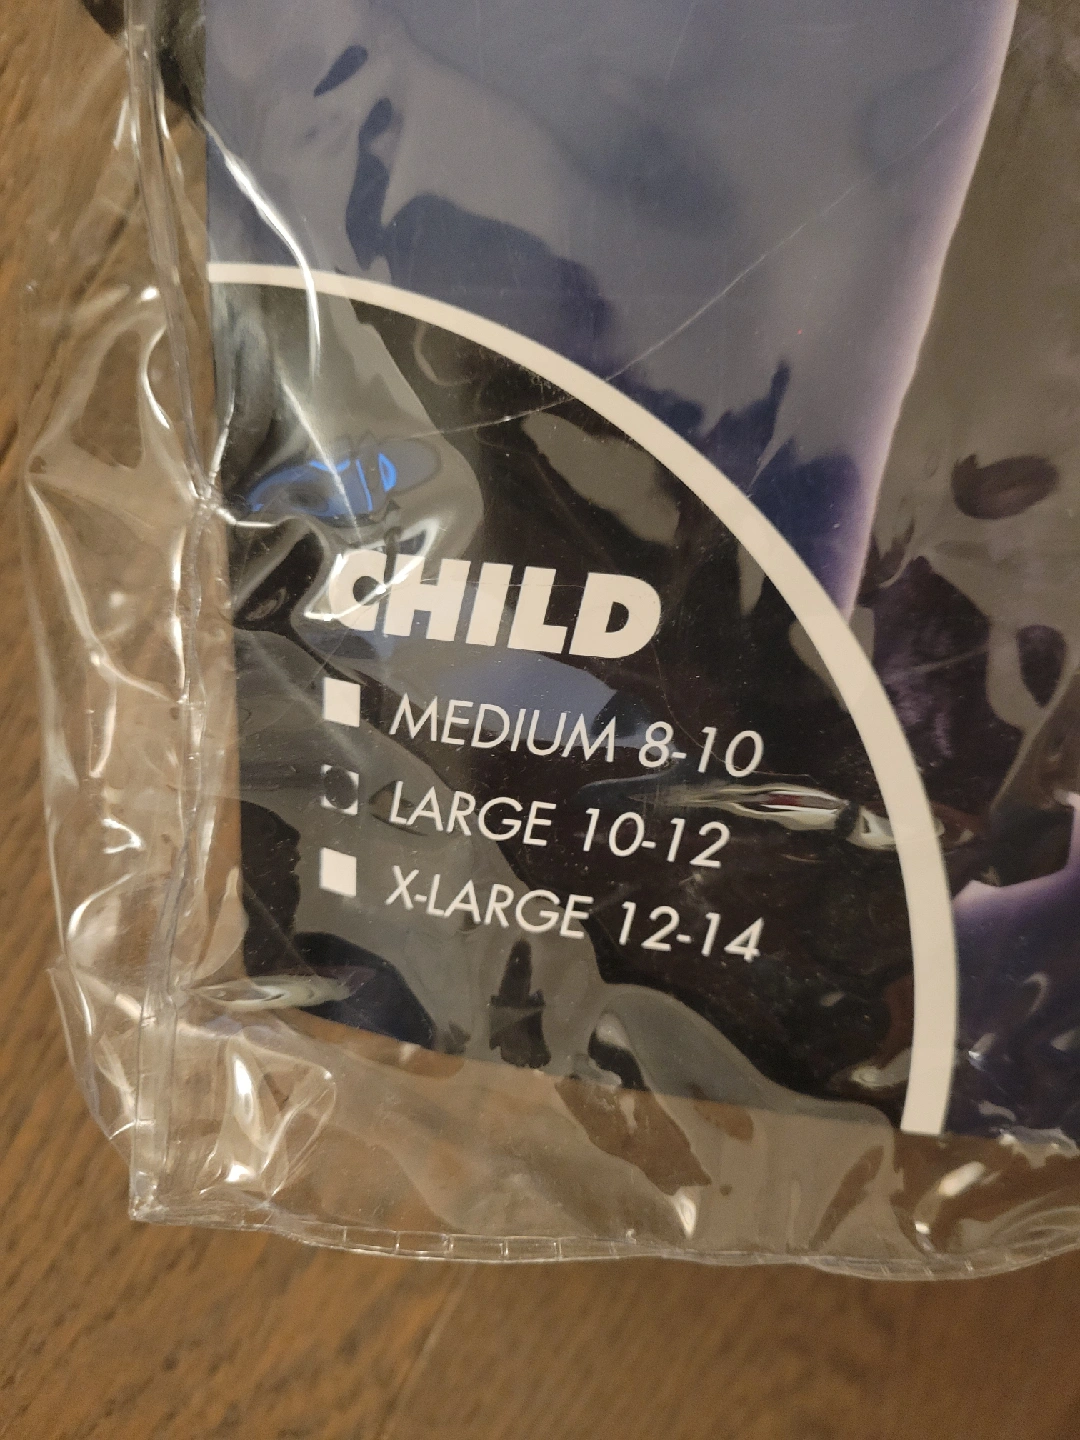 CHILD
MEDIUM 8-10
LARGE 10-12
X-LARGE 12-14